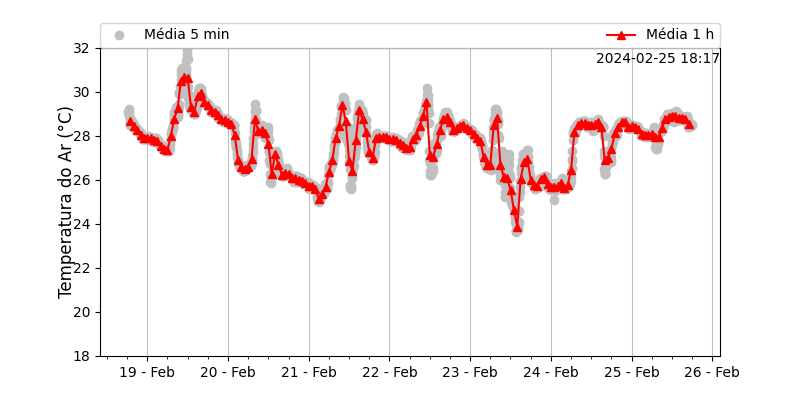 Média 5 min
Média 1 h
2024-02-25 18:17
Temperatura do Ar (°C)
32
30
28
26
24
22
20
18
19 - Feb
20 - Feb
21 - Feb
22 - Feb
23 - Feb
24 - Feb
25 - Feb
26 - Feb